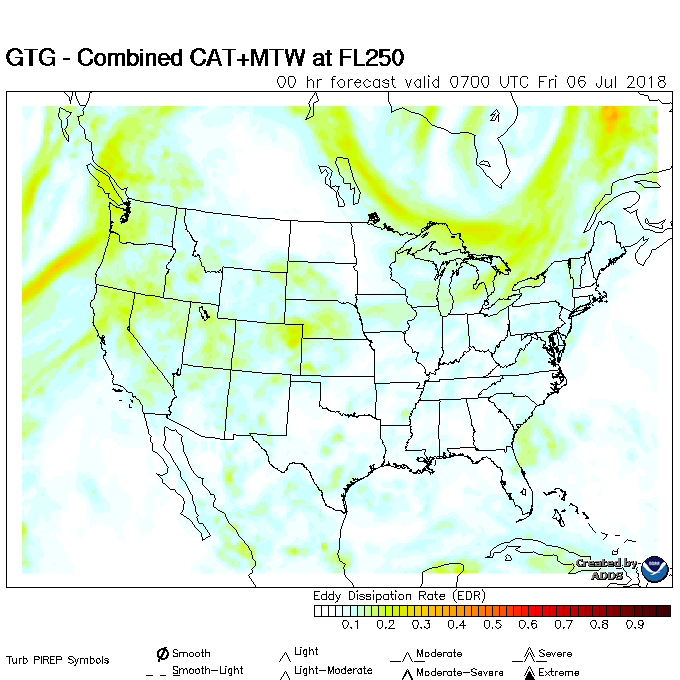 GTG - Combined CAT+MTW at FL250
00 hr forecast valid 0700 UTC Fri 06 Jul 2018
Created by
ADDS
Eddy Dissipation Rate (EDR)
0.1 0.2 0.3 0.4 0.5 0.6 0.7 0.8 0.9
Turb PIREP Symbols
Smooth
Light
Moderate
Severe
Smooth-Light
Light-Moderate
Moderate-Severe
Extreme